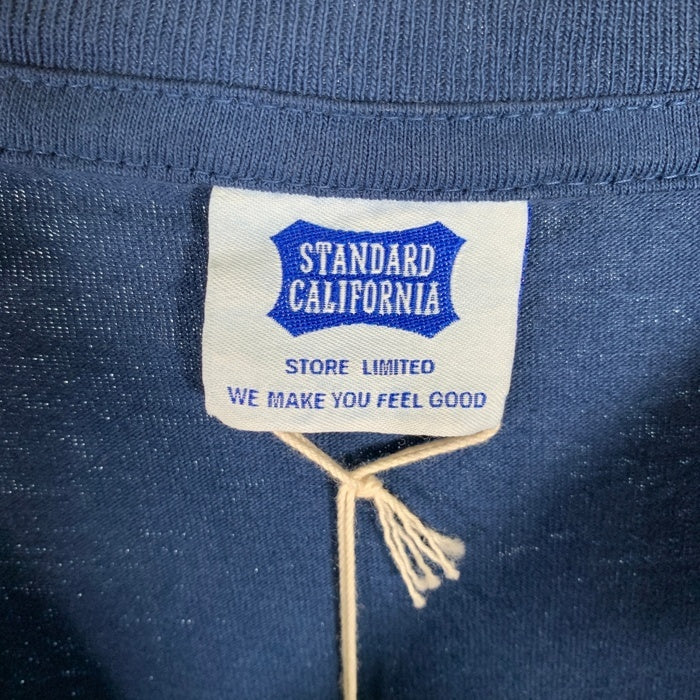 STANDARD
CALIFORNIA
STORE LIMITED
WE MAKE YOU FEEL GOOD